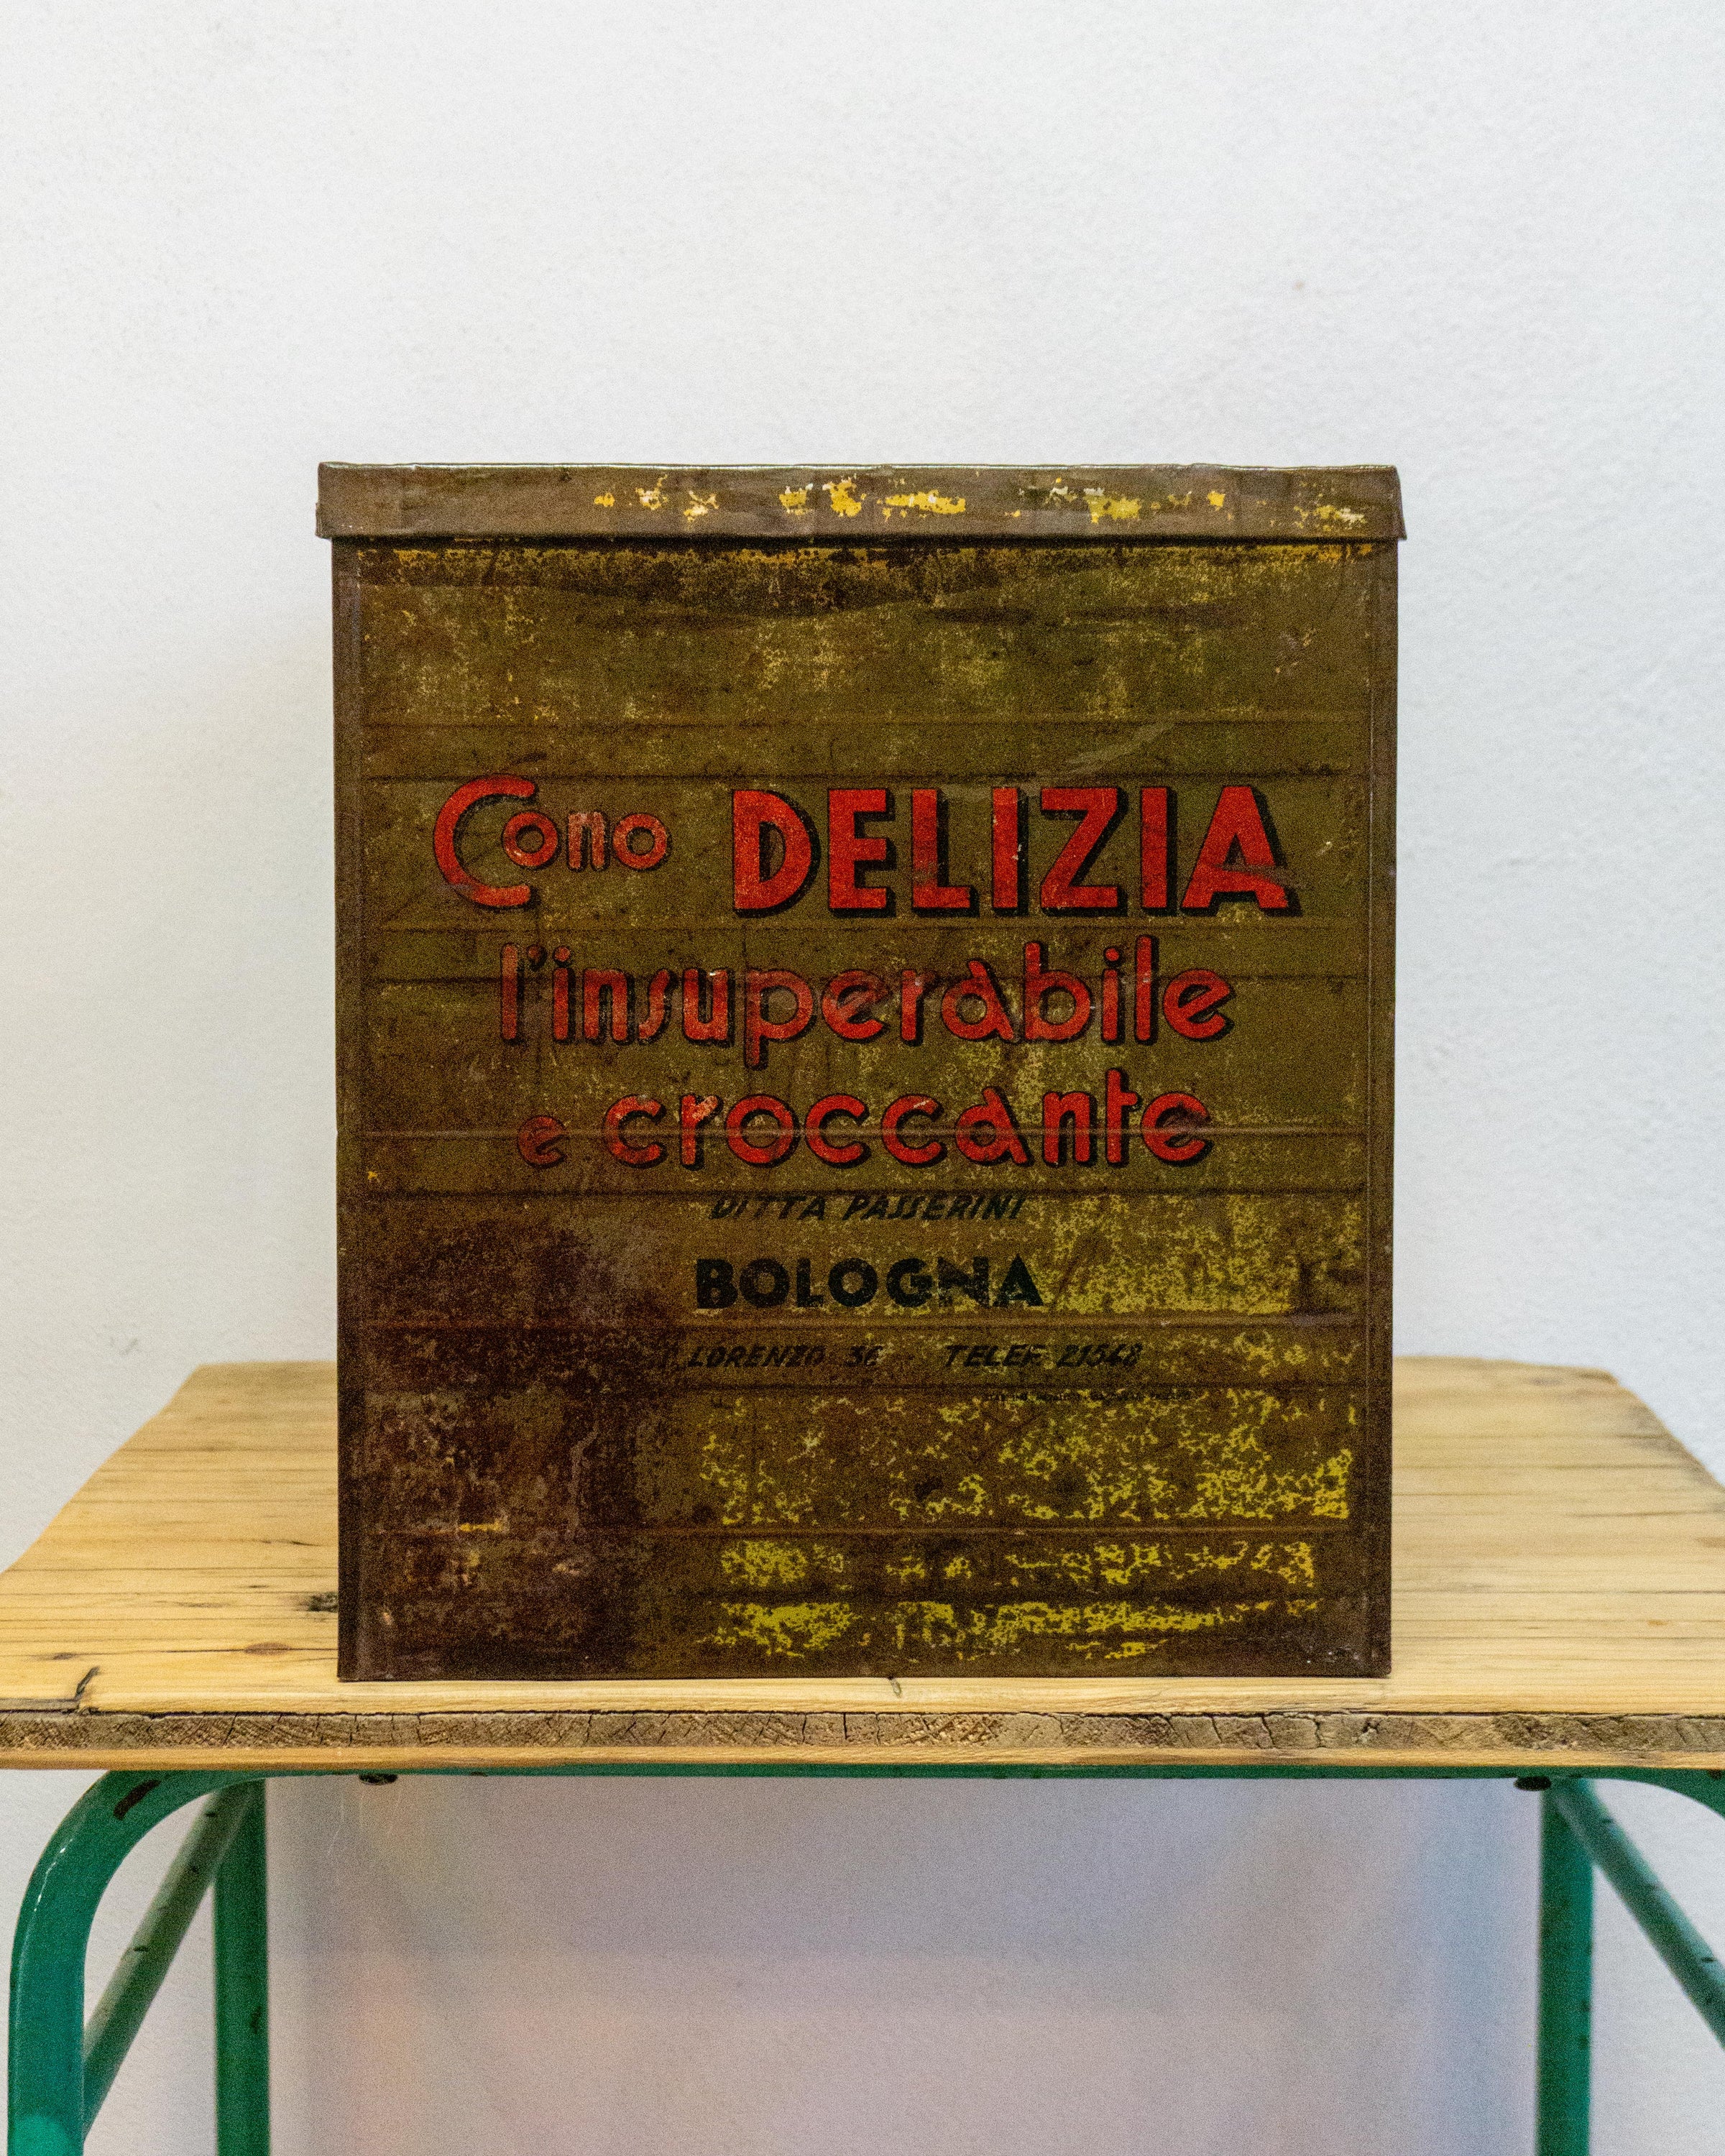 Cono DELIZIA
l'insuperabile
e croccante
DITTA PASSERINI
BOLOGNA
LORENZO 36 TELEF. 21548